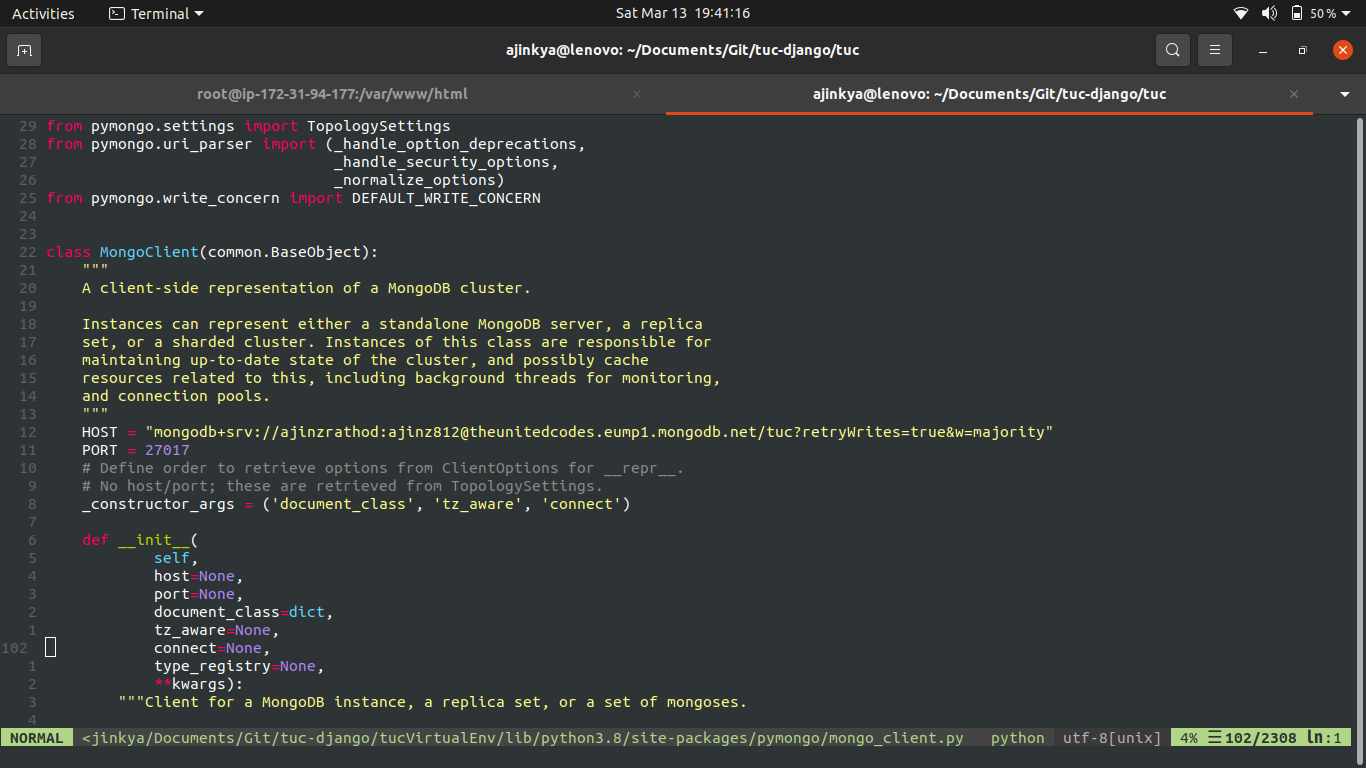 Activities Terminal Sat Mar 13 19:41:16 50%
ajinkya@lenovo: ~/Documents/Git/tuc-django/tuc
root@ip-172-31-94-177:/var/www/html ajinkya@lenovo: ~/Documents/Git/tuc-django/tuc
29 from pymongo.settings import TopologySettings
28 from pymongo.uri_parser import (_handle_option_deprecations,
27                                 _handle_security_options,
26                                 _normalize_options)
25 from pymongo.write_concern import DEFAULT_WRITE_CONCERN
24
23
22 class MongoClient(common.BaseObject):
21     """
20     A client-side representation of a MongoDB cluster.
19
18     Instances can represent either a standalone MongoDB server, a replica
17     set, or a sharded cluster. Instances of this class are responsible for
16     maintaining up-to-date state of the cluster, and possibly cache
15     resources related to this, including background threads for monitoring,
14     and connection pools.
13     """
12     HOST = "mongodb+srv://ajinzrathod:ajinz812@theunitedcodes.eump1.mongodb.net/tuc?retryWrites=true&w=majority"
11     PORT = 27017
10     # Define order to retrieve options from ClientOptions for __repr__.
9     # No host/port; these are retrieved from TopologySettings.
8     _constructor_args = ('document_class', 'tz_aware', 'connect')
7
6     def __init__(
5             self,
4             host=None,
3             port=None,
2             document_class=dict,
1             tz_aware=None,
102             connect=None,
1             type_registry=None,
2             **kwargs):
3         """Client for a MongoDB instance, a replica set, or a set of mongoses.
4
NORMAL <jinkya/Documents/Git/tuc-django/tucVirtualEnv/lib/python3.8/site-packages/pymongo/mongo_client.py python utf-8[unix] 4% ☰102/2308 ln:1